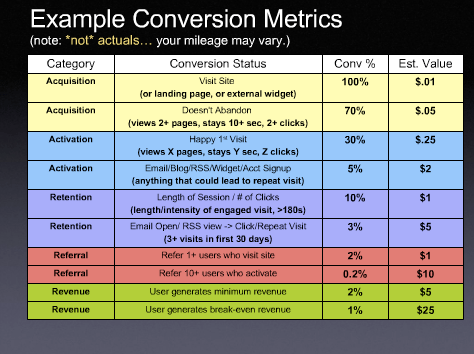 Example Conversion Metrics
(note: *not* actuals… your mileage may vary.)
Category Conversion Status Conv % Est. Value
Acquisition Visit Site 100% $.01
(or landing page, or external widget)
Acquisition Doesn't Abandon 70% $.05
(views 2+ pages, stays 10+ sec, 2+ clicks)
Activation Happy 1st Visit 30% $.25
(views X pages, stays Y sec, Z clicks)
Activation Email/Blog/RSS/Widget/Acct Signup 5% $2
(anything that could lead to repeat visit)
Retention Length of Session / # of Clicks 10% $1
(length/intensity of engaged visit, >180s)
Retention Email Open/ RSS view -> Click/Repeat Visit 3% $5
(3+ visits in first 30 days)
Referral Refer 1+ users who visit site 2% $1
Referral Refer 10+ users who activate 0.2% $10
Revenue User generates minimum revenue 2% $5
Revenue User generates break-even revenue 1% $25